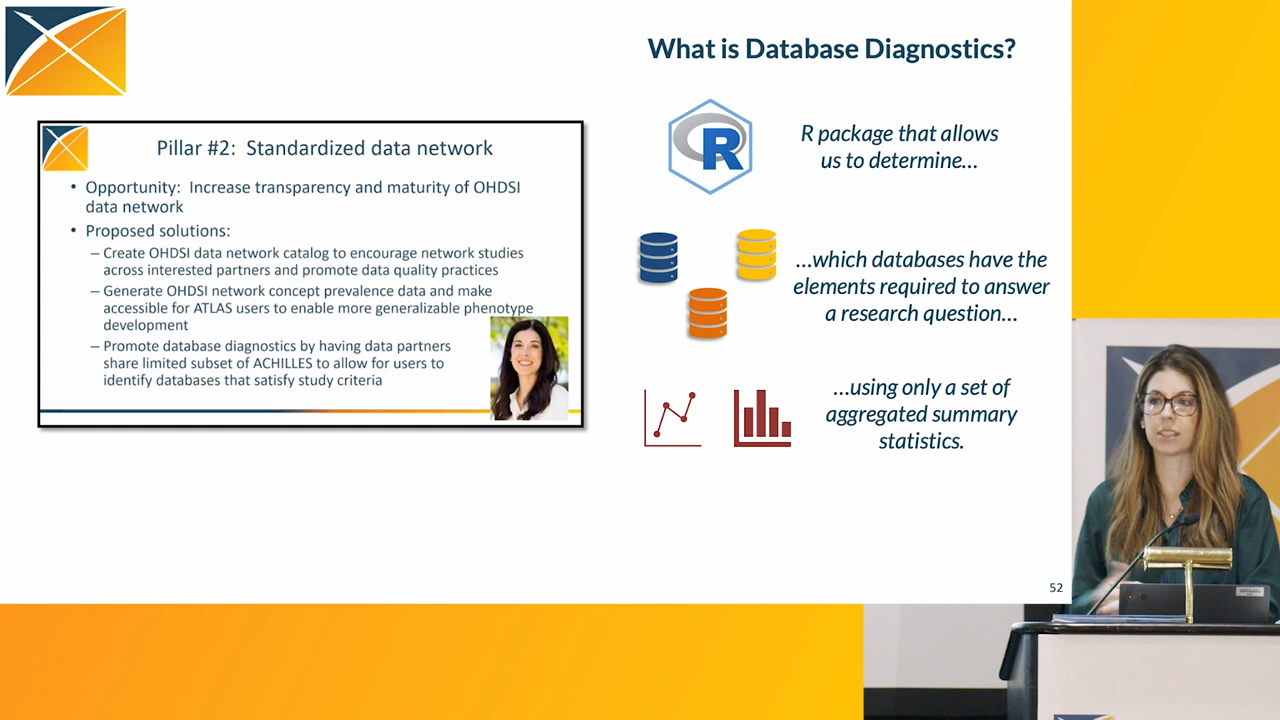 What is Database Diagnostics?
Pillar #2: Standardized data network
• Opportunity: Increase transparency and maturity of OHDSI
data network
• Proposed solutions:
– Create OHDSI data network catalog to encourage network studies
across interested partners and promote data quality practices
– Generate OHDSI network concept prevalence data and make
accessible for ATLAS users to enable more generalizable phenotype
development
– Promote database diagnostics by having data partners
share limited subset of ACHILLES to allow for users to
identify databases that satisfy study criteria
R
R package that allows
us to determine...
...which databases have the
elements required to answer
a research question...
...using only a set of
aggregated summary
statistics.
52